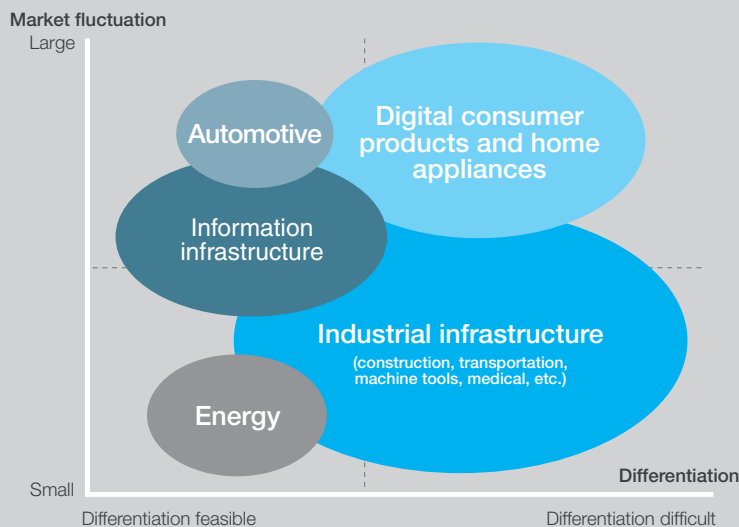 Market fluctuation
Large
Automotive
Digital consumer
products and home
appliances
Information
infrastructure
Industrial infrastructure
(construction, transportation,
machine tools, medical, etc.)
Energy
Small
Differentiation
Differentiation feasible
Differentiation difficult